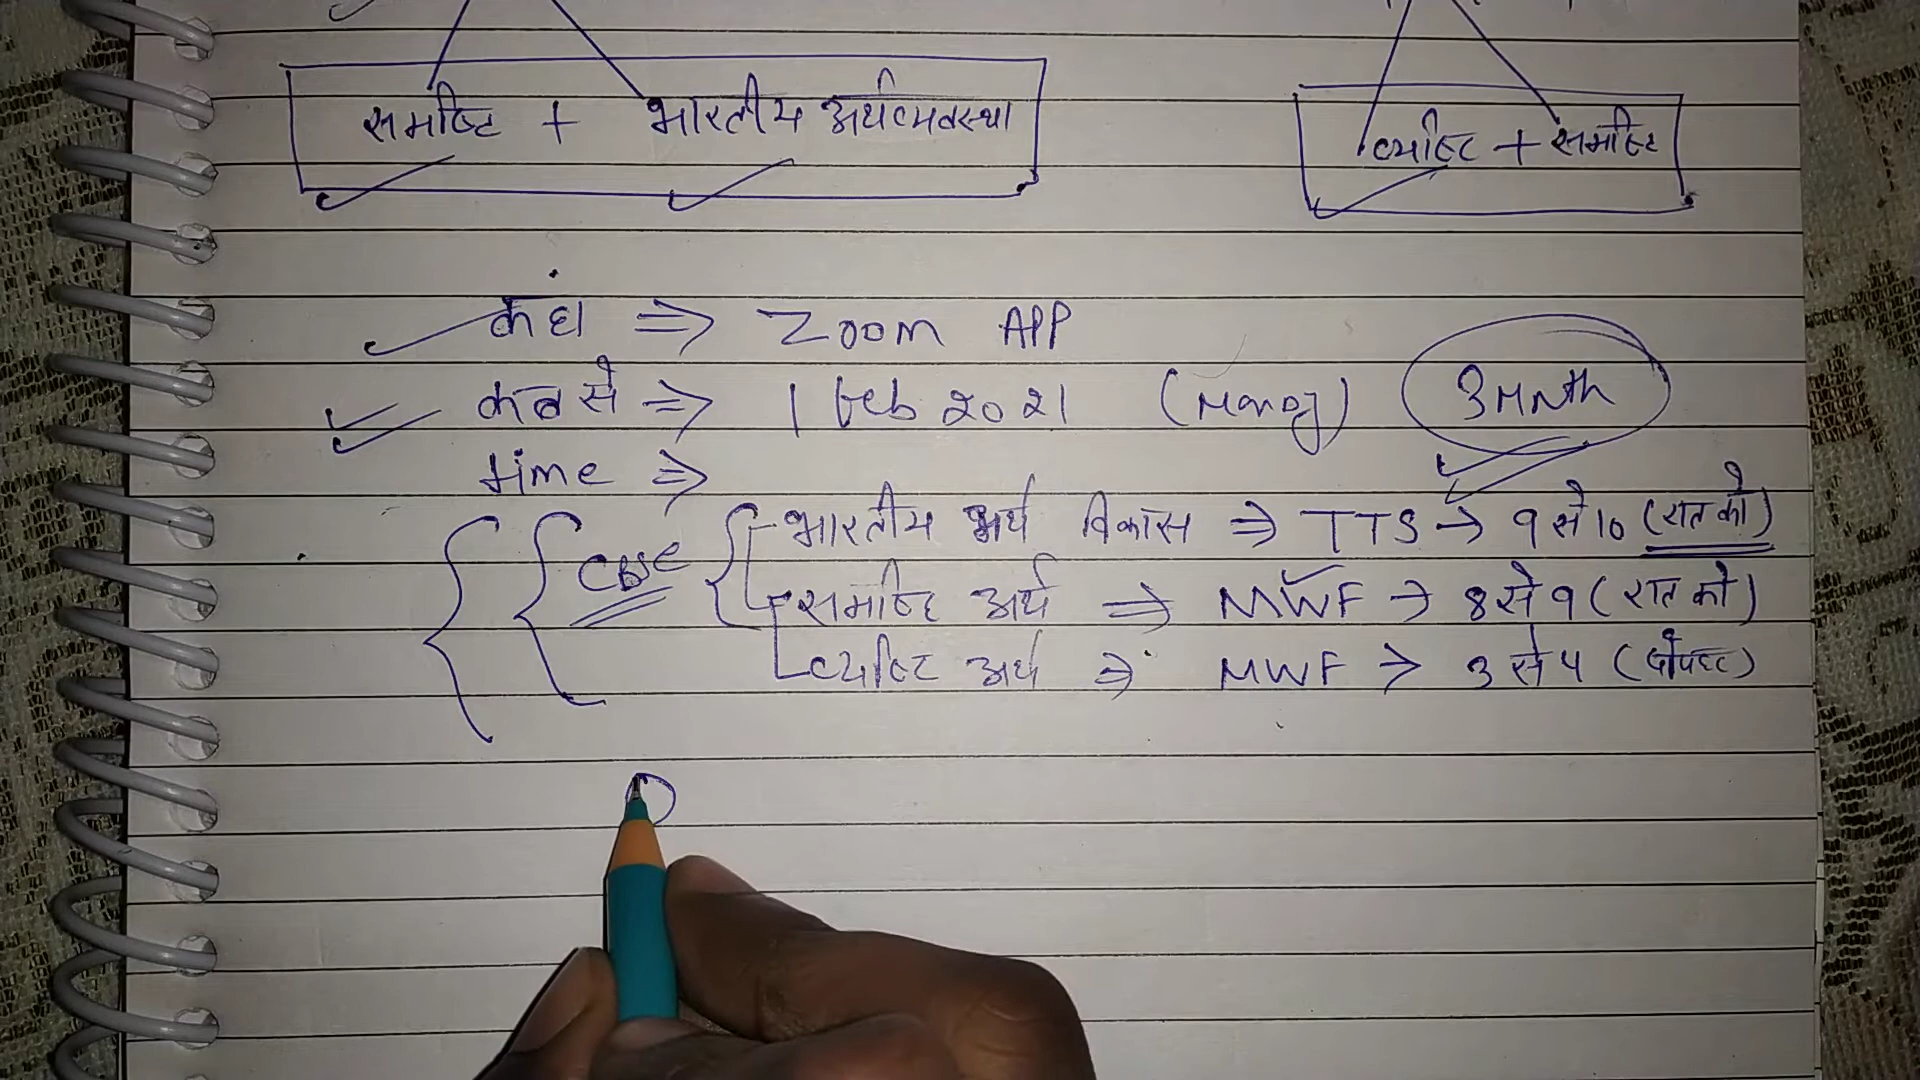 समष्टि + भारतीय अर्थव्यवस्था
व्यष्टि + समष्टि
कहां ⇒ Zoom APP
कब से ⇒ 1 Feb 2021 (Monday) 3 Mnth
time ⇒
CBSE
भारतीय अर्थ विकास ⇒ TTS → 9 से 10 (रात को)
समष्टि अर्थ ⇒ MWF → 8 से 9 (रात को)
व्यष्टि अर्थ ⇒ MWF → 3 से 4